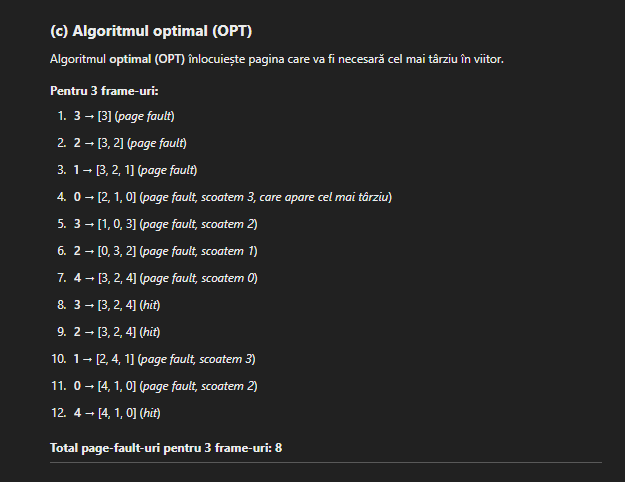 (c) Algoritmul optimal (OPT)
Algoritmul optimal (OPT) înlocuiește pagina care va fi necesară cel mai târziu în viitor.
Pentru 3 frame-uri:
1. 3 → [3] (page fault)
2. 2 → [3, 2] (page fault)
3. 1 → [3, 2, 1] (page fault)
4. 0 → [2, 1, 0] (page fault, scoatem 3, care apare cel mai târziu)
5. 3 → [1, 0, 3] (page fault, scoatem 2)
6. 2 → [0, 3, 2] (page fault, scoatem 1)
7. 4 → [3, 2, 4] (page fault, scoatem 0)
8. 3 → [3, 2, 4] (hit)
9. 2 → [3, 2, 4] (hit)
10. 1 → [2, 4, 1] (page fault, scoatem 3)
11. 0 → [4, 1, 0] (page fault, scoatem 2)
12. 4 → [4, 1, 0] (hit)
Total page-fault-uri pentru 3 frame-uri: 8